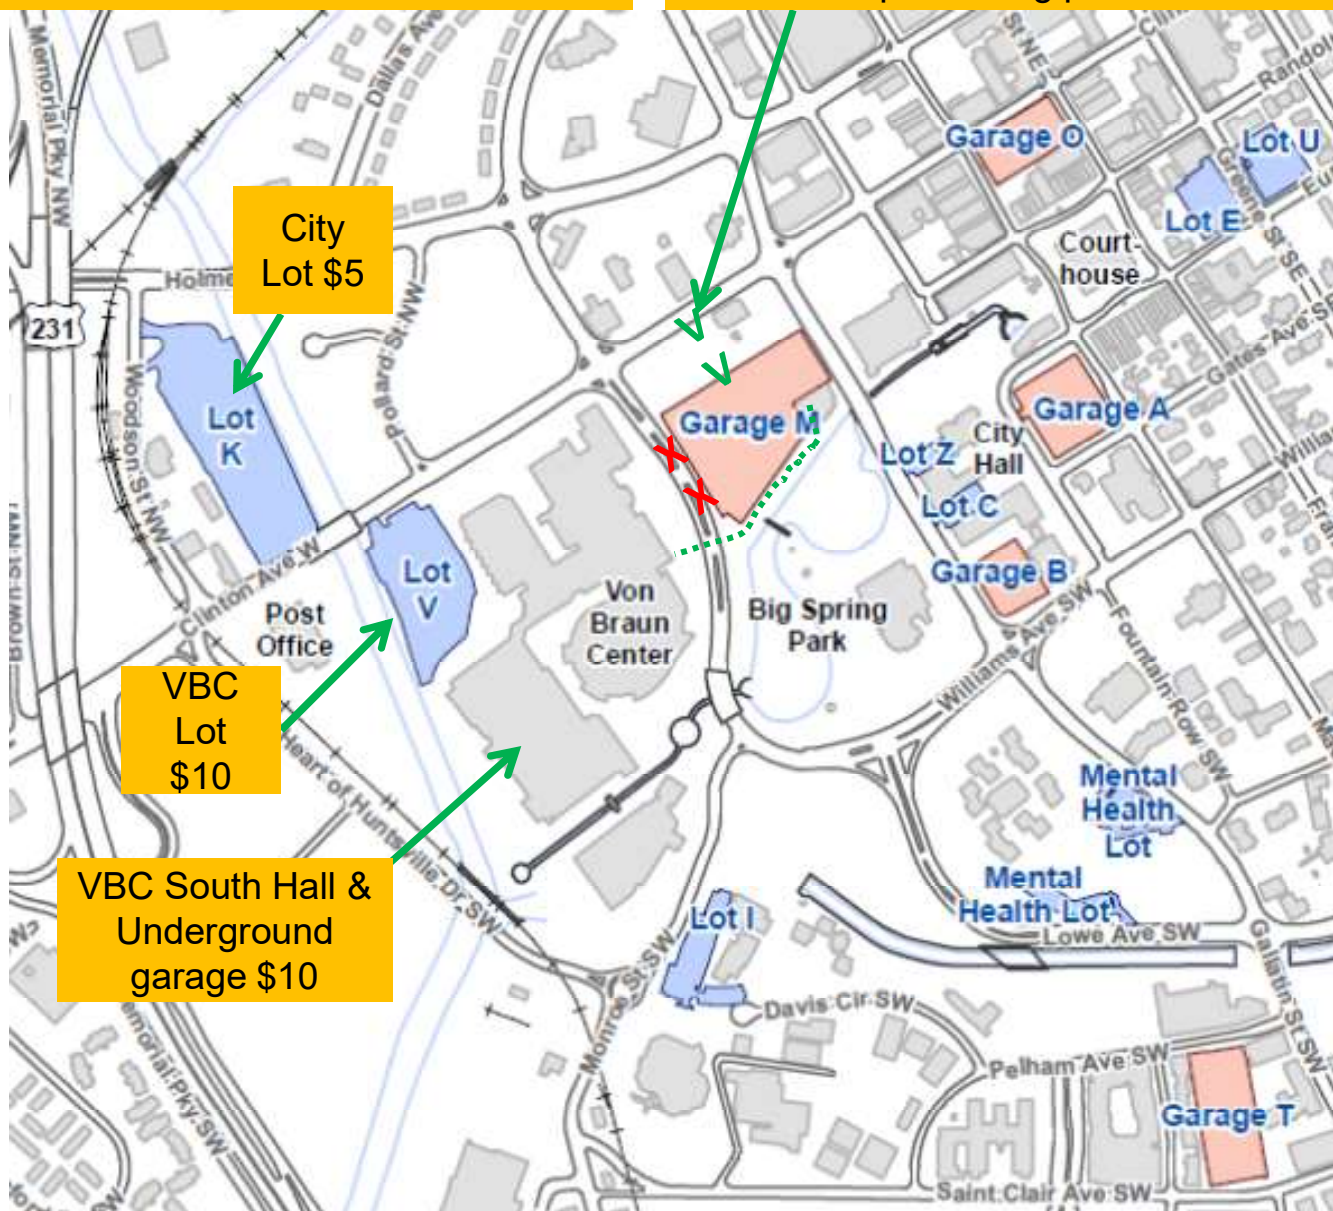 Memorial Pky NW
Dallas Ave
St NE
Garage O
Lot U
Greene St SE
Lot E
City
Lot $5
Court-
house
231
Pollard St NW
Gates Ave S
Woodson St NW
Lot
K
Garage M
Garage A
Lot Z
City
Hall
Lot C
Clinton Ave W
Lot
V
Garage B
Post
Office
Von
Braun
Center
Big Spring
Park
Williams Ave SW
Fountain Row SW
VBC
Lot
$10
Heart of Huntsville Dr SW
Mental
Health
Lot
VBC South Hall &
Underground
garage $10
Mental
Health Lot
Lot I
Lowe Ave SW
Gallatin St SW
Monroe St SW
Davis Cir SW
Pelham Ave SW
emorial Pky SW
Garage T
Saint Clair Ave SW